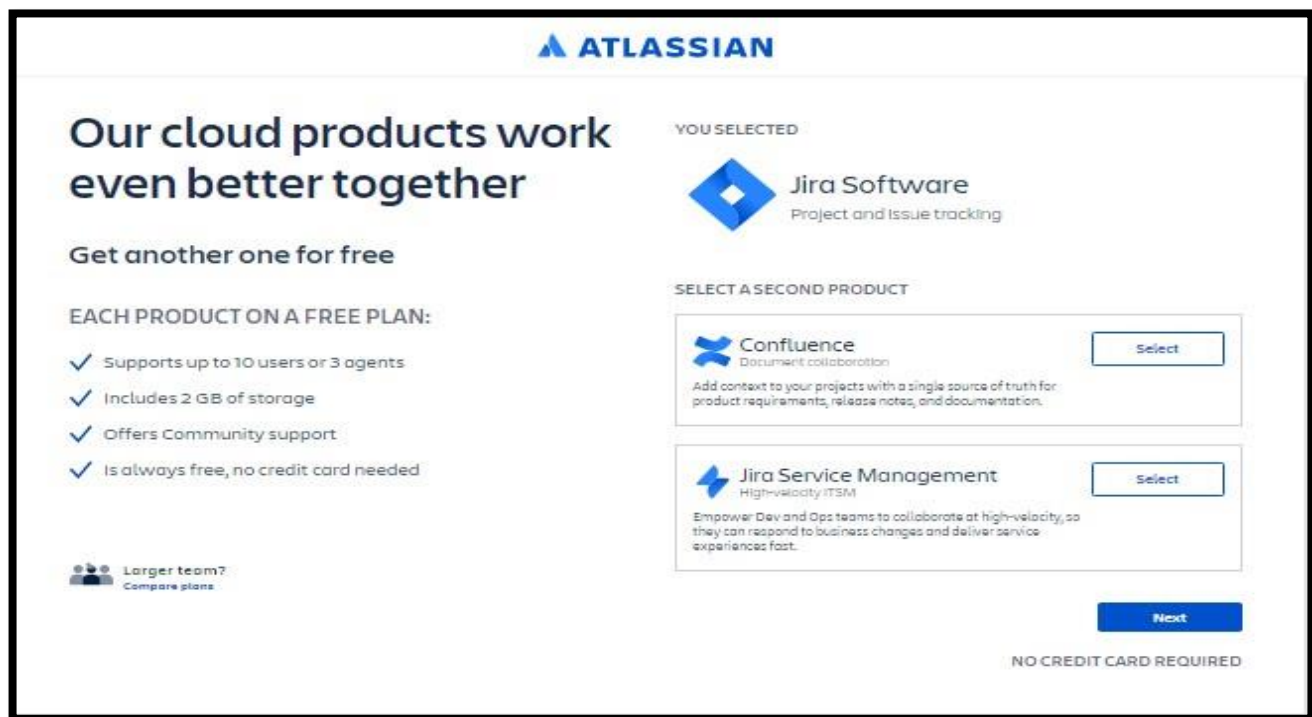 ATLASSIAN
Our cloud products work
even better together
Get another one for free
EACH PRODUCT ON A FREE PLAN:
Supports up to 10 users or 3 agents
Includes 2 GB of storage
Offers Community support
Is always free, no credit card needed
Larger team?
Compare plans
YOU SELECTED
Jira Software
Project and issue tracking
SELECT A SECOND PRODUCT
Confluence
Document collaboration
Select
Add context to your projects with a single source of truth for
product requirements, release notes, and documentation.
Jira Service Management
High-velocity ITSM
Select
Empower Dev and Ops teams to collaborate at high-velocity, so
they can respond to business changes and deliver service
experiences fast.
Next
NO CREDIT CARD REQUIRED